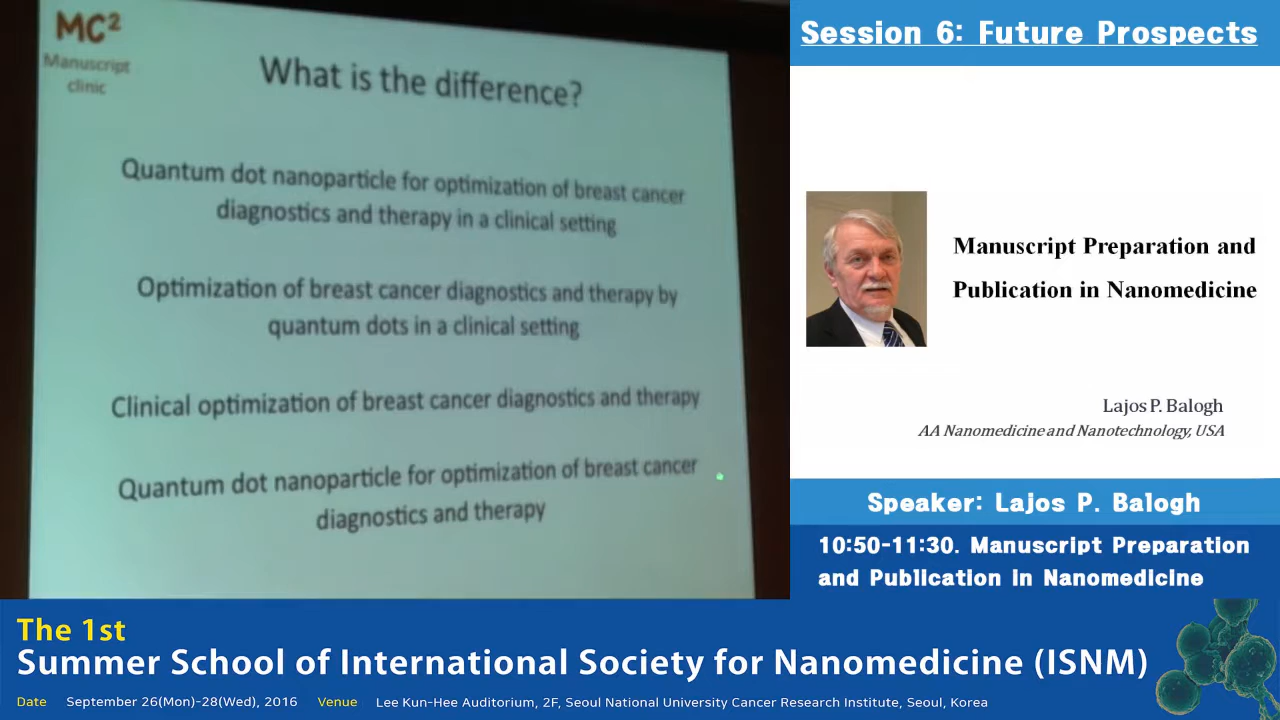 MC²
Manuscript
clinic
What is the difference?
Quantum dot nanoparticle for optimization of breast cancer
diagnostics and therapy in a clinical setting
Optimization of breast cancer diagnostics and therapy by
quantum dots in a clinical setting
Clinical optimization of breast cancer diagnostics and therapy
Quantum dot nanoparticle for optimization of breast cancer
diagnostics and therapy
Session 6: Future Prospects
Manuscript Preparation and
Publication in Nanomedicine
Lajos P. Balogh
AA Nanomedicine and Nanotechnology, USA
Speaker: Lajos P. Balogh
10:50-11:30. Manuscript Preparation
and Publication in Nanomedicine
The 1st
Summer School of International Society for Nanomedicine (ISNM)
Date September 26(Mon)-28(Wed), 2016 Venue Lee Kun-Hee Auditorium, 2F, Seoul National University Cancer Research Institute, Seoul, Korea